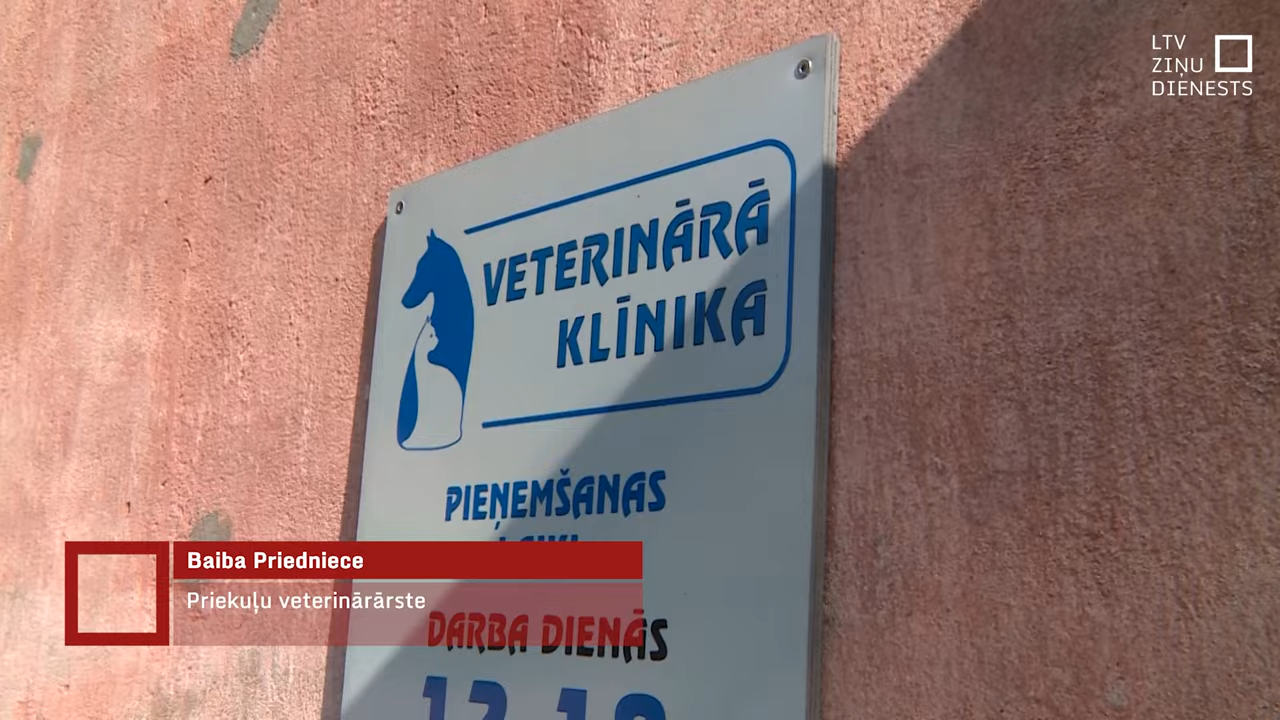 LTV
ZIŅU
DIENESTS
VETERINĀRĀ
KLĪNIKA
PIEŅEMŠANAS
Baiba Priedniece
Priekuļu veterinārārste
DARBA DIENĀS